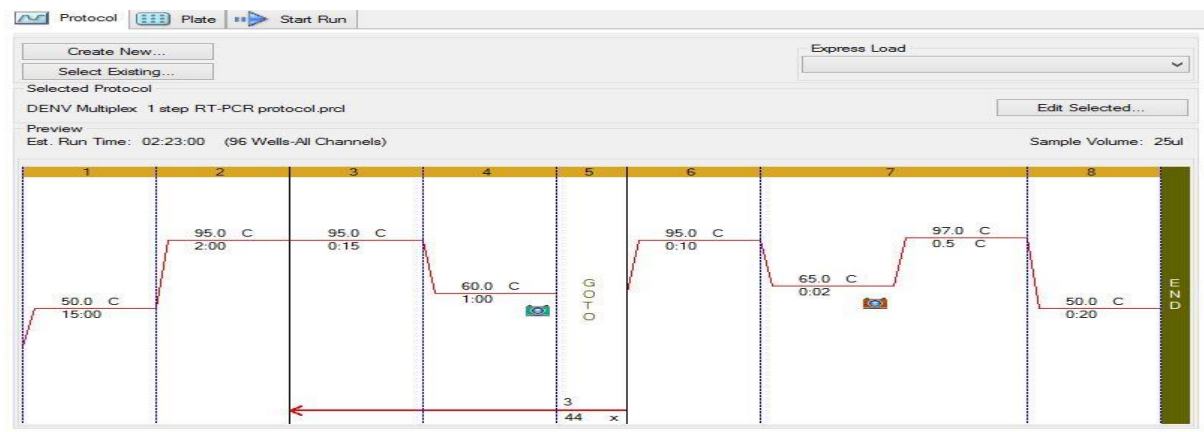 Protocol Plate Start Run
Create New...
Select Existing...
Express Load
Selected Protocol
DENV Multiplex 1 step RT-PCR protocol.prcl
Edit Selected...
Preview
Est. Run Time: 02:23:00 (96 Wells-All Channels)
Sample Volume: 25ul
1 2 3 4 5 6 7 8
50.0 C
15:00
95.0 C
2:00
95.0 C
0:15
60.0 C
1:00
GOTO
3
44 x
95.0 C
0:10
65.0 C
0:02
97.0 C
0.5 C
50.0 C
0:20
END